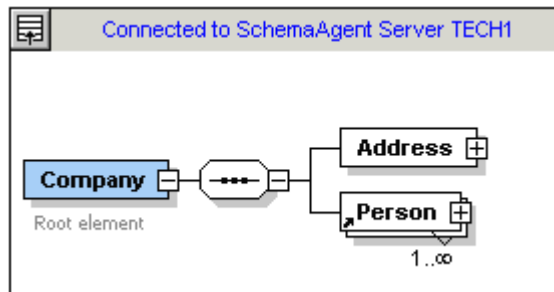 Connected to SchemaAgent Server TECH1
Address
Company
Root element
Person
1..∞